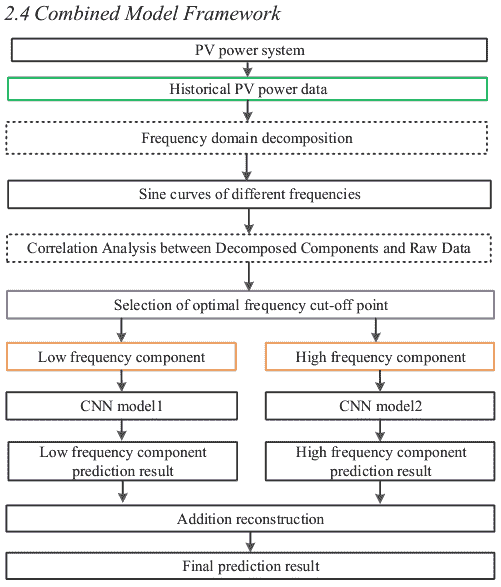 2.4 Combined Model Framework
PV power system
Historical PV power data
Frequency domain decomposition
Sine curves of different frequencies
Correlation Analysis between Decomposed Components and Raw Data
Selection of optimal frequency cut-off point
Low frequency component
High frequency component
CNN model1
CNN model2
Low frequency component
prediction result
High frequency component
prediction result
Addition reconstruction
Final prediction result